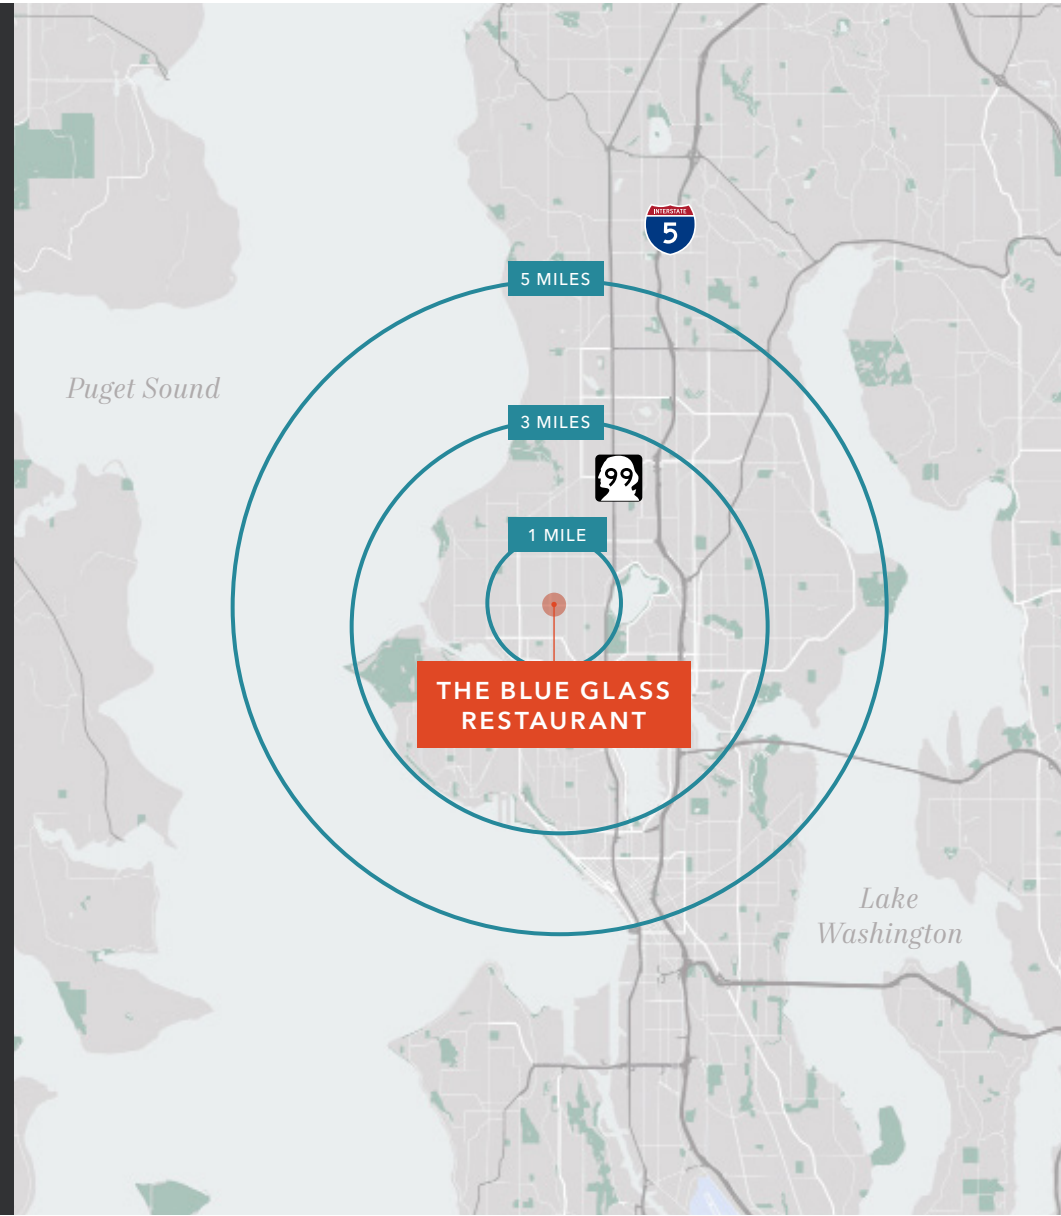 INTERSTATE
5
5 MILES
Puget Sound
3 MILES
99
1 MILE
THE BLUE GLASS
RESTAURANT
Lake
Washington